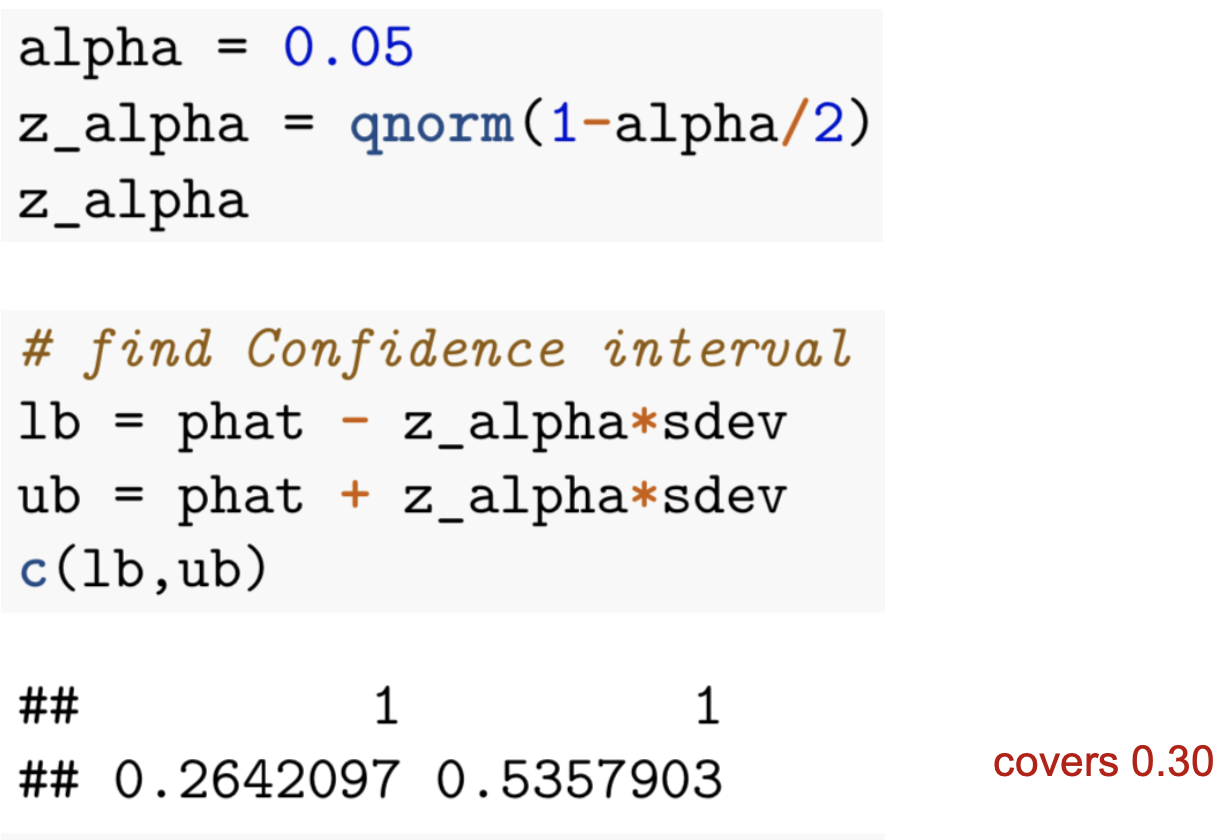 alpha = 0.05
z_alpha = qnorm(1-alpha/2)
z_alpha
# find Confidence interval
lb = phat - z_alpha*sdev
ub = phat + z_alpha*sdev
c(lb,ub)
## 1 1
## 0.2642097 0.5357903 covers 0.30